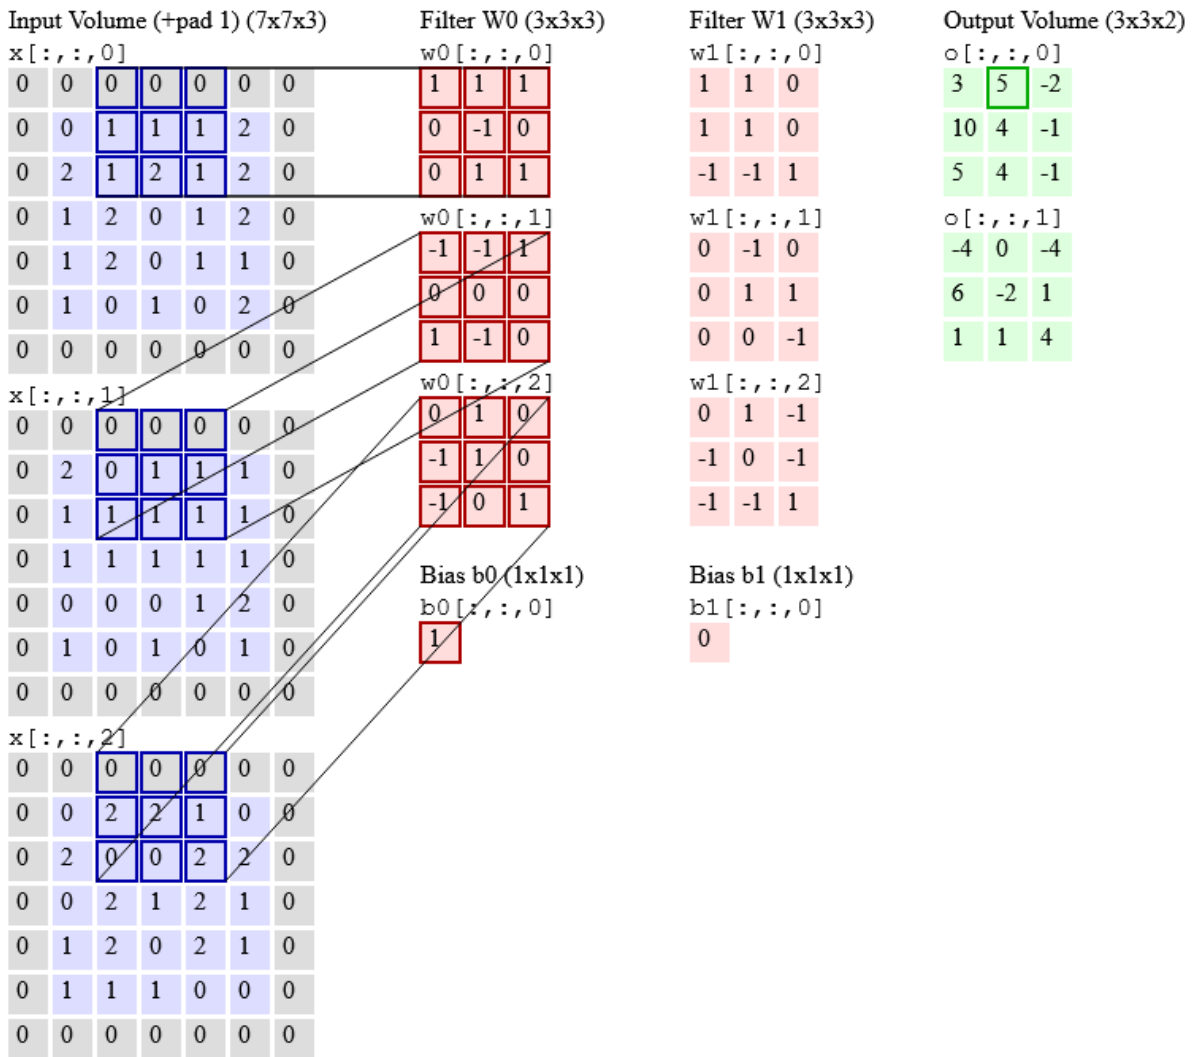 Input Volume (+pad 1) (7x7x3)
x[:,:,0]
0 0 0 0 0 0 0
0 0 1 1 1 2 0
0 2 1 2 1 2 0
0 1 2 0 1 2 0
0 1 2 0 1 1 0
0 1 0 1 0 2 0
0 0 0 0 0 0 0
x[:,:,1]
0 0 0 0 0 0 0
0 2 0 1 1 1 0
0 1 1 1 1 1 0
0 1 1 1 1 1 0
0 0 0 0 1 2 0
0 1 0 1 0 1 0
0 0 0 0 0 0 0
x[:,:,2]
0 0 0 0 0 0 0
0 0 2 2 1 0 0
0 2 0 0 2 2 0
0 0 2 1 2 1 0
0 1 2 0 2 1 0
0 1 1 1 0 0 0
0 0 0 0 0 0 0
Filter W0 (3x3x3)
w0[:,:,0]
1 1 1
0 -1 0
0 1 1
w0[:,:,1]
-1 -1 1
0 0 0
1 -1 0
w0[:,:,2]
0 1 0
-1 1 0
-1 0 1
Bias b0 (1x1x1)
b0[:,:,0]
1
Filter W1 (3x3x3)
w1[:,:,0]
1 1 0
1 1 0
-1 -1 1
w1[:,:,1]
0 -1 0
0 1 1
0 0 -1
w1[:,:,2]
0 1 -1
-1 0 -1
-1 -1 1
Bias b1 (1x1x1)
b1[:,:,0]
0
Output Volume (3x3x2)
o[:,:,0]
3 5 -2
10 4 -1
5 4 -1
o[:,:,1]
-4 0 -4
6 -2 1
1 1 4